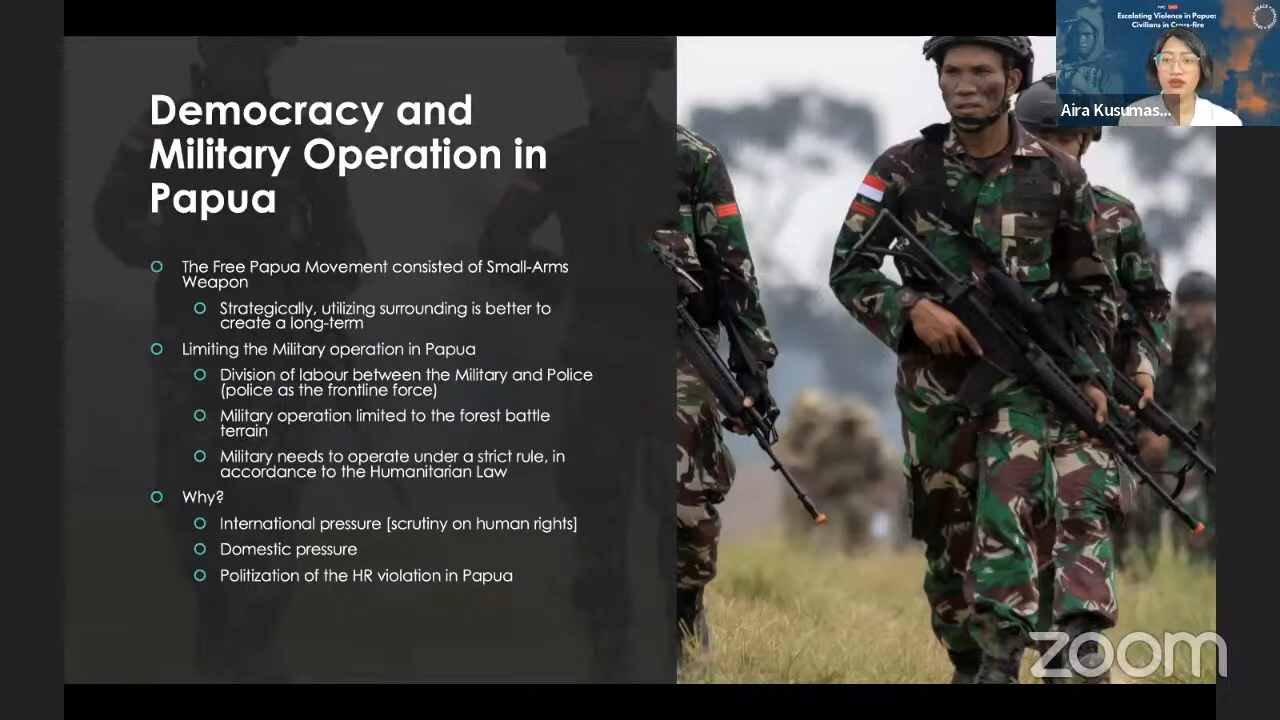 Democracy and
Military Operation in
Papua
The Free Papua Movement consisted of Small-Arms
Weapon
Strategically, utilizing surrounding is better to
create a long-term
Limiting the Military operation in Papua
Division of labour between the Military and Police
(police as the frontline force)
Military operation limited to the forest battle
terrain
Military needs to operate under a strict rule, in
accordance to the Humanitarian Law
Why?
International pressure [scrutiny on human rights]
Domestic pressure
Politization of the HR violation in Papua
Escalating Violence in Papua:
Civilians in Cross-fire
Aira Kusumas...
zoom